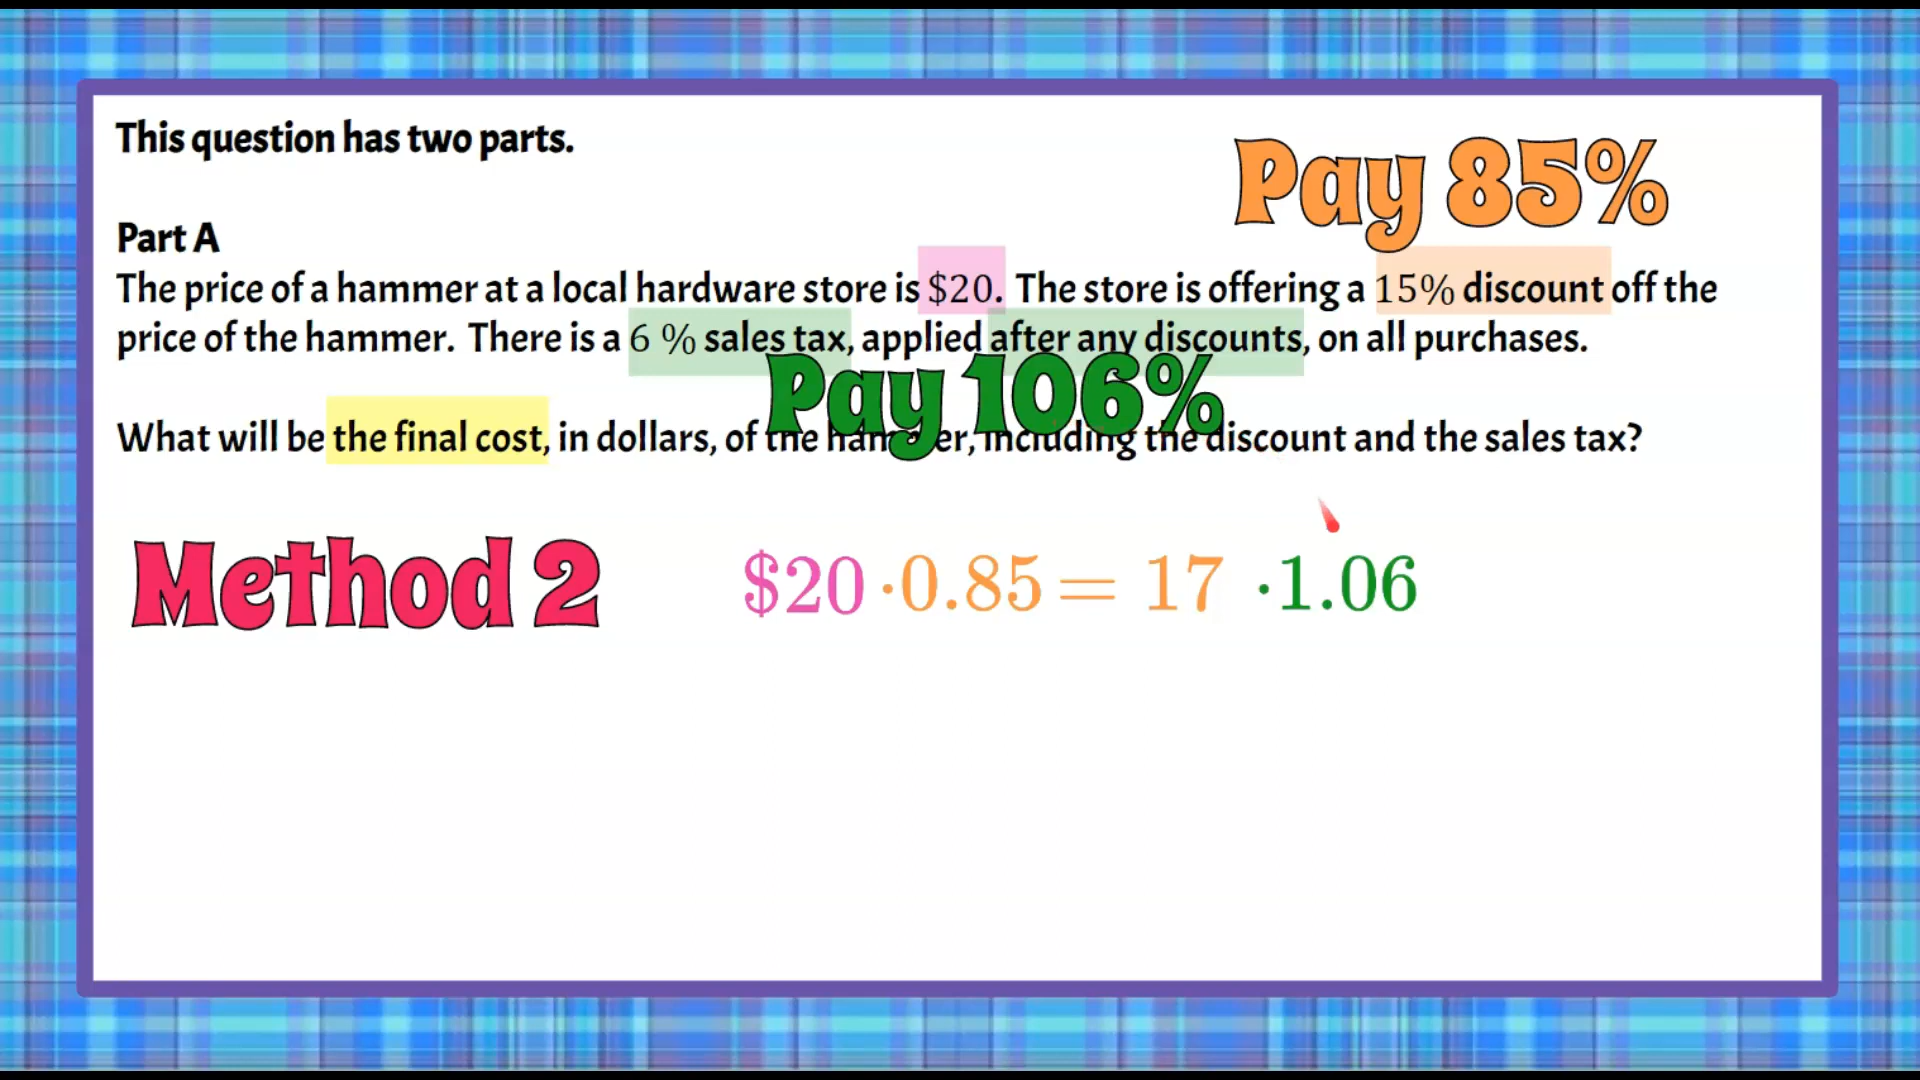 This question has two parts.
Pay 85%
Part A
The price of a hammer at a local hardware store is $20. The store is offering a 15% discount off the
price of the hammer. There is a 6 % sales tax, applied after any discounts, on all purchases.
Pay 106%
What will be the final cost, in dollars, of the hammer, including the discount and the sales tax?
Method 2
$20 ·0.85 = 17 ·1.06